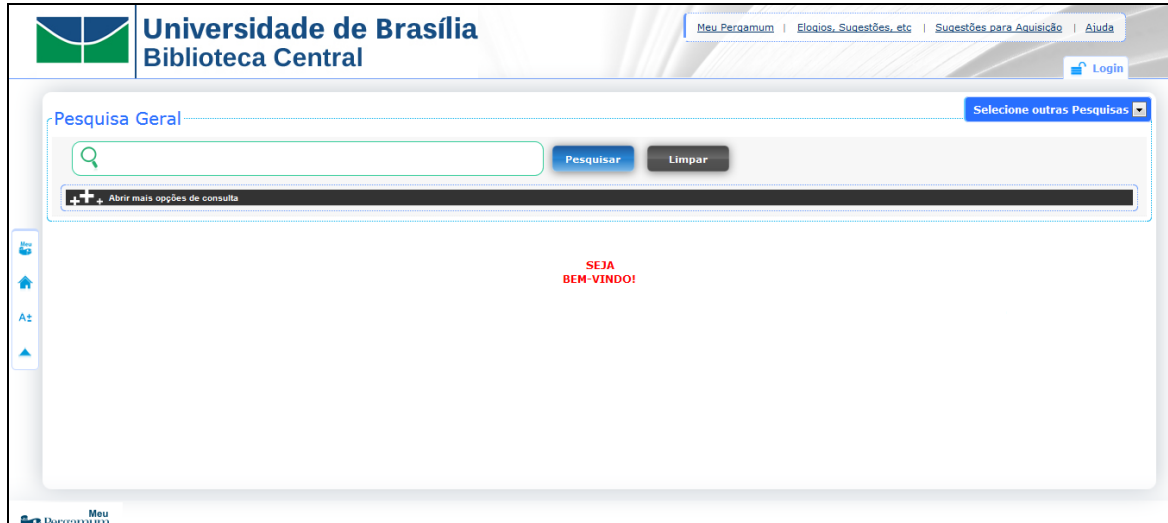 Universidade de Brasília
Biblioteca Central
Meu Pergamum | Elogios, Sugestões, etc | Sugestões para Aquisição | Ajuda
Login
Selecione outras Pesquisas
Pesquisa Geral
Pesquisar
Limpar
Abrir mais opções de consulta
Meu
A±
SEJA
BEM-VINDO!
Meu
Pergamum